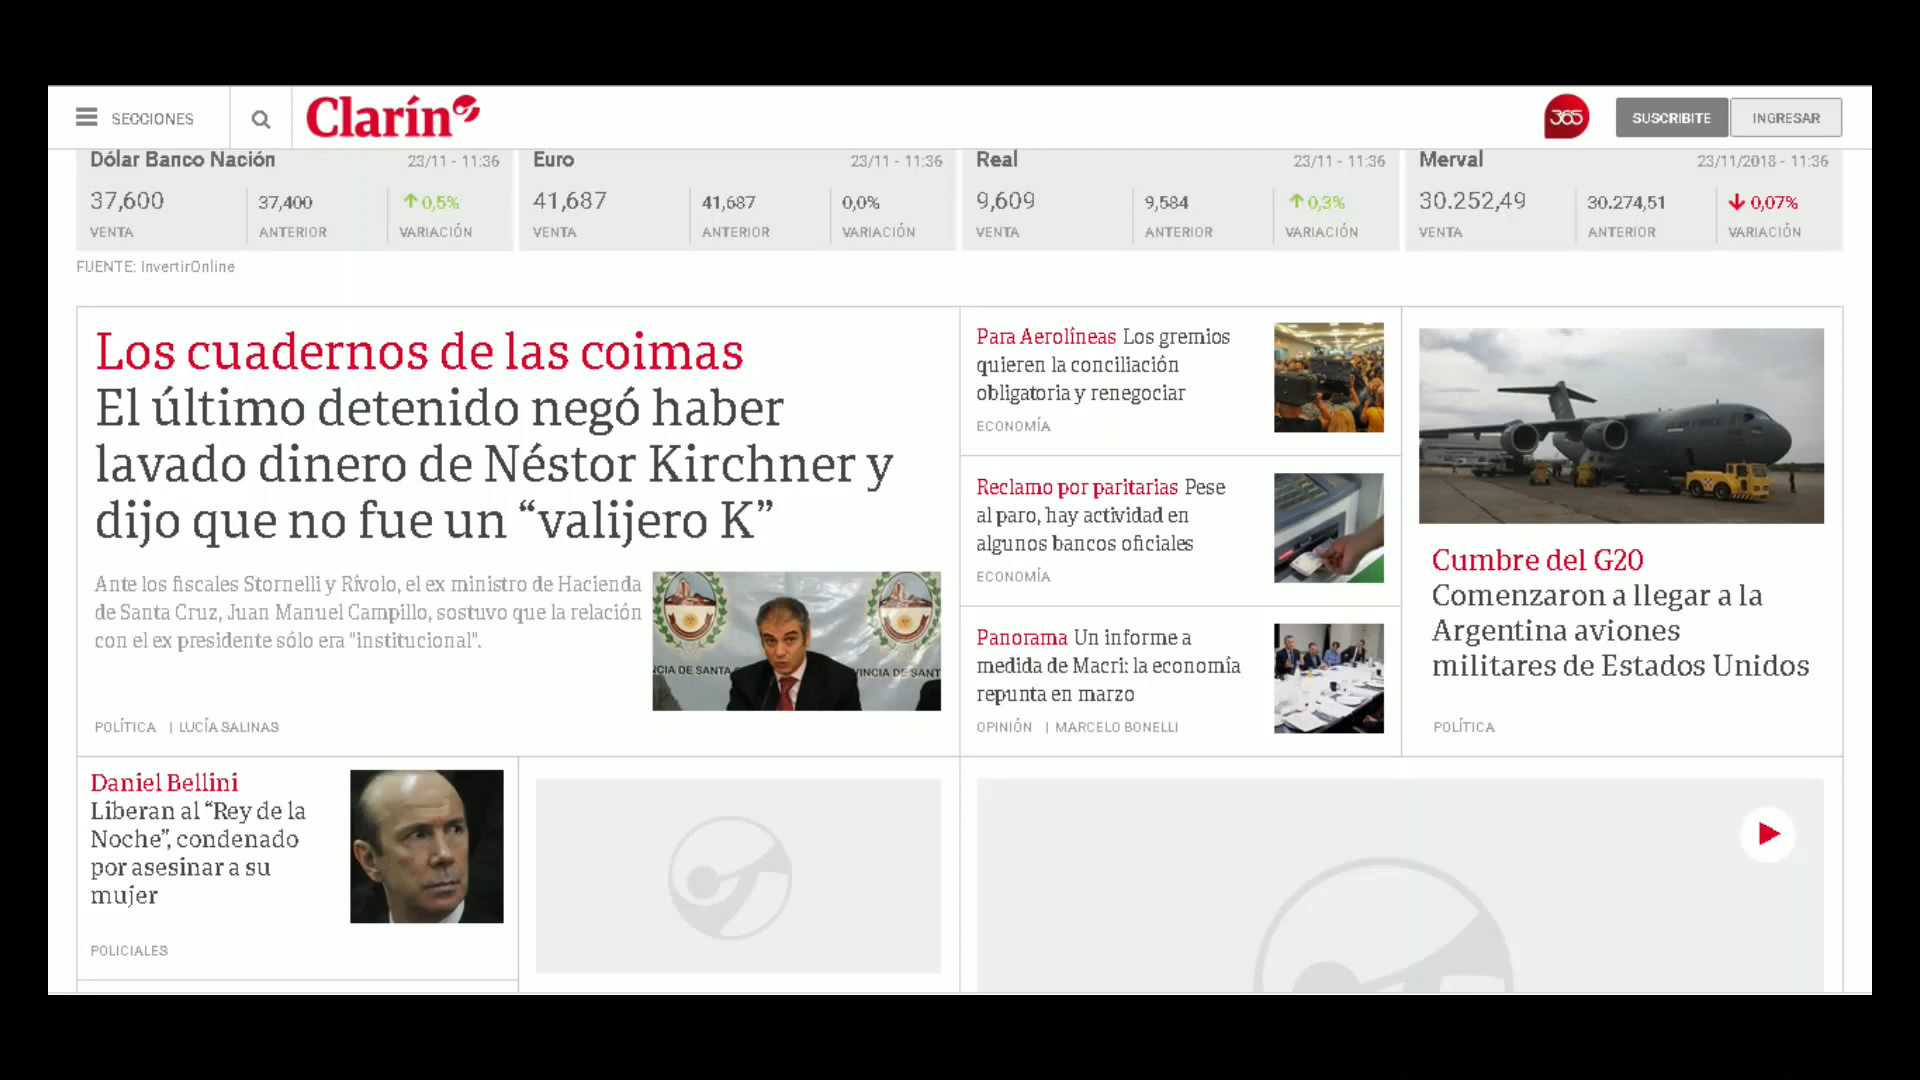 SECCIONES
Clarín
365
SUSCRIBITE
INGRESAR
Dólar Banco Nación 23/11 - 11:36
37,600 37,400 0,5%
VENTA ANTERIOR VARIACIÓN
Euro 23/11 - 11:36
41,687 41,687 0,0%
VENTA ANTERIOR VARIACIÓN
Real 23/11 - 11:36
9,609 9,584 0,3%
VENTA ANTERIOR VARIACIÓN
Merval 23/11/2018 - 11:36
30.252,49 30.274,51 0,07%
VENTA ANTERIOR VARIACIÓN
FUENTE: InvertirOnline
Los cuadernos de las coimas
El último detenido negó haber
lavado dinero de Néstor Kirchner y
dijo que no fue un “valijero K”
Ante los fiscales Stornelli y Rívolo, el ex ministro de Hacienda
de Santa Cruz, Juan Manuel Campillo, sostuvo que la relación
con el ex presidente sólo era "institucional".
NCIA DE SANTA
VINCIA DE SANT
POLÍTICA | LUCÍA SALINAS
Para Aerolíneas Los gremios
quieren la conciliación
obligatoria y renegociar
ECONOMÍA
Reclamo por paritarias Pese
al paro, hay actividad en
algunos bancos oficiales
ECONOMÍA
Panorama Un informe a
medida de Macri: la economía
repunta en marzo
OPINIÓN | MARCELO BONELLI
Cumbre del G20
Comenzaron a llegar a la
Argentina aviones
militares de Estados Unidos
POLÍTICA
Daniel Bellini
Liberan al “Rey de la
Noche”, condenado
por asesinar a su
mujer
POLICIALES